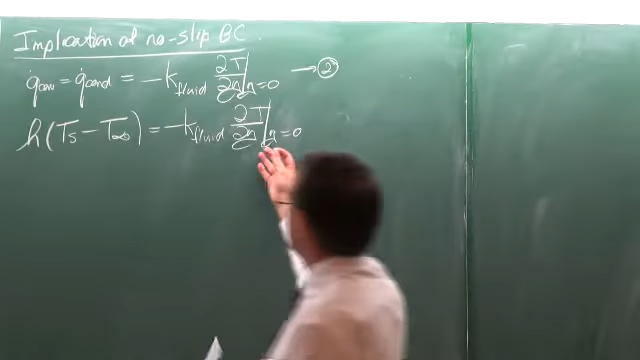 Implication of no-slip BC.
q̇conv = q̇cond = -k_fluid ∂T/∂n|n=0 → ②
h(Ts - T∞) = -k_fluid ∂T/∂n|n=0